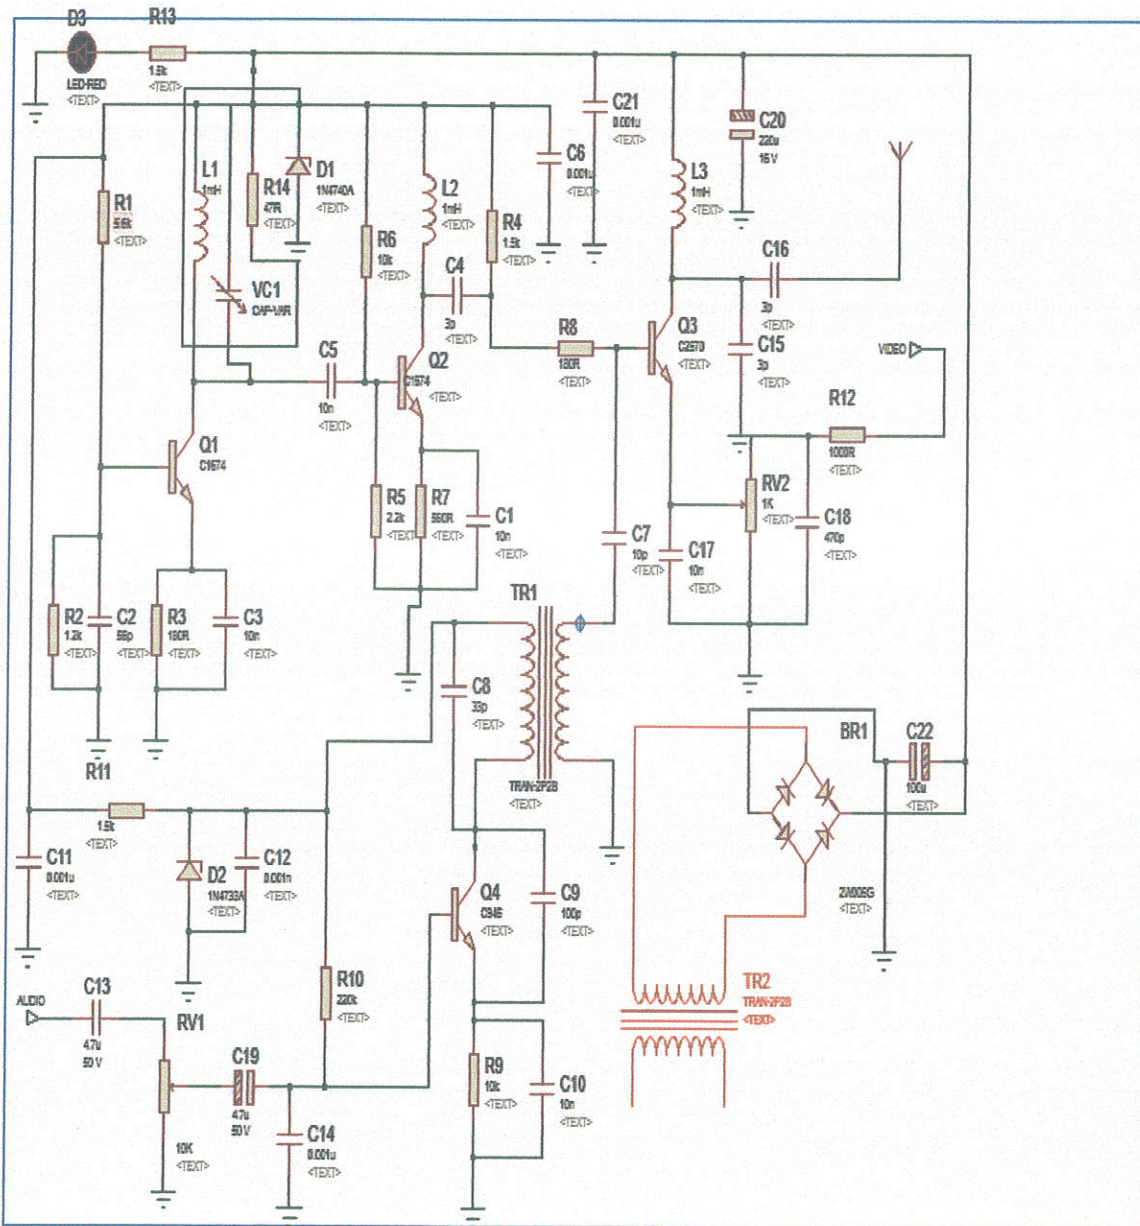 D3
LED-RED
<TEXT>
R13
1.5k
<TEXT>
C21
0.001u
<TEXT>
C20
220u
16 V
C6
0.001u
<TEXT>
D1
1N4740A
<TEXT>
R14
47R
<TEXT>
L1
1mH
R1
5.6k
<TEXT>
L2
1mH
<TEXT>
R4
1.5k
<TEXT>
L3
1mH
<TEXT>
R6
10k
<TEXT>
C4
3p
<TEXT>
VC1
CAP-VAR
C16
3p
<TEXT>
C15
3p
<TEXT>
VIDEO
R8
180R
<TEXT>
Q3
C2570
<TEXT>
C5
10n
<TEXT>
Q2
C1674
<TEXT>
R12
1000R
<TEXT>
Q1
C1674
RV2
1K
<TEXT>
R5
2.2k
<TEXT>
R7
560R
<TEXT>
C1
10n
<TEXT>
C18
470p
<TEXT>
C7
10p
<TEXT>
C17
10n
<TEXT>
R2
1.2k
<TEXT>
C2
56p
<TEXT>
R3
180R
<TEXT>
C3
10n
<TEXT>
TR1
TRAN-2P2S
<TEXT>
C8
33p
<TEXT>
BR1
2W005G
<TEXT>
C22
100u
<TEXT>
R11
1.5k
<TEXT>
C11
0.001u
<TEXT>
D2
1N4733A
<TEXT>
C12
0.001n
<TEXT>
Q4
C945
<TEXT>
C9
100p
<TEXT>
R10
220k
<TEXT>
TR2
TRAN-2P2S
<TEXT>
AUDIO
C13
4.7u
50 V
RV1
10K
<TEXT>
C19
4.7u
50 V
C14
0.001u
<TEXT>
R9
10k
<TEXT>
C10
10n
<TEXT>